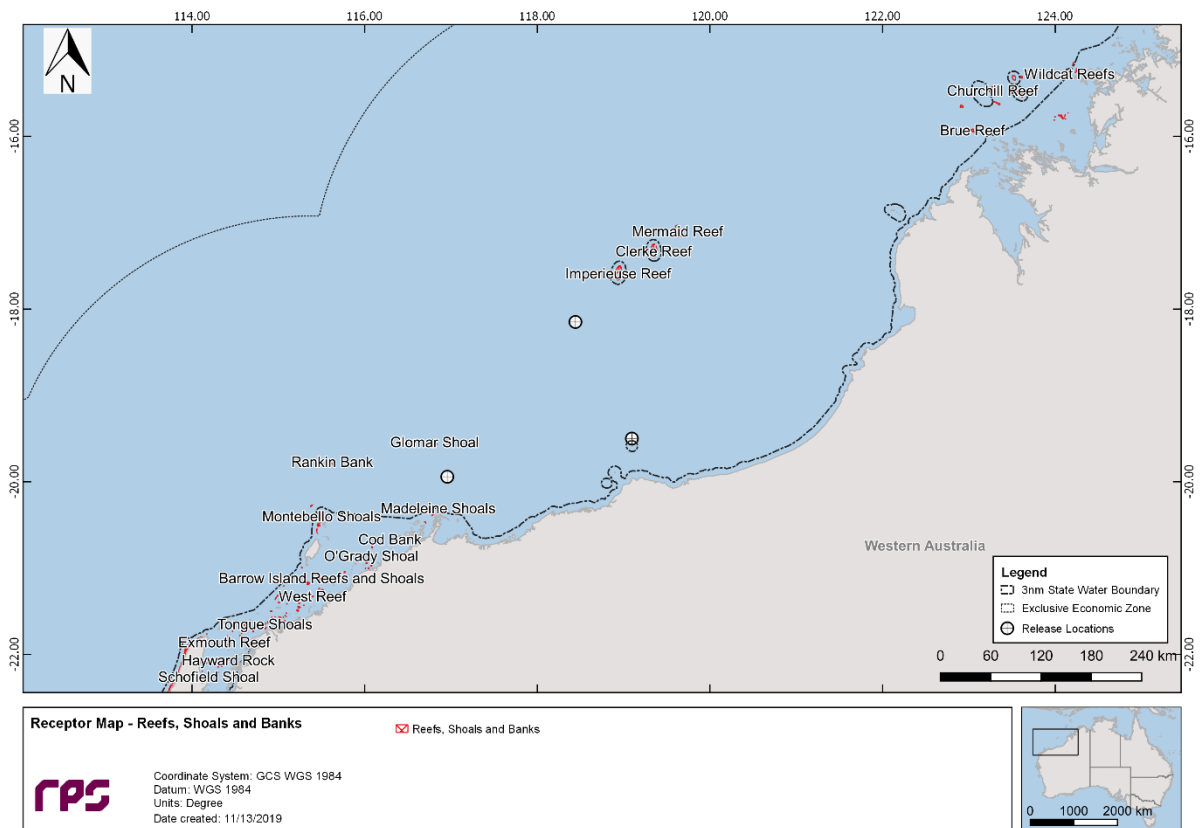 114.00 116.00 118.00 120.00 122.00 124.00
N
Wildcat Reefs
Churchill Reef
Brue Reef
-16.00 -16.00
Mermaid Reef
Clerke Reef
Imperieuse Reef
-18.00 -18.00
Glomar Shoal
Rankin Bank
-20.00 -20.00
Madeleine Shoals
Montebello Shoals
Cod Bank
O'Grady Shoal
Western Australia
Barrow Island Reefs and Shoals
West Reef
Tongue Shoals
Exmouth Reef
Hayward Rock
Schofield Shoal
-22.00 -22.00
Legend
3nm State Water Boundary
Exclusive Economic Zone
Release Locations
0 60 120 180 240 km
Receptor Map - Reefs, Shoals and Banks
Reefs, Shoals and Banks
rps
Coordinate System: GCS WGS 1984
Datum: WGS 1984
Units: Degree
Date created: 11/13/2019
0 1000 2000 km